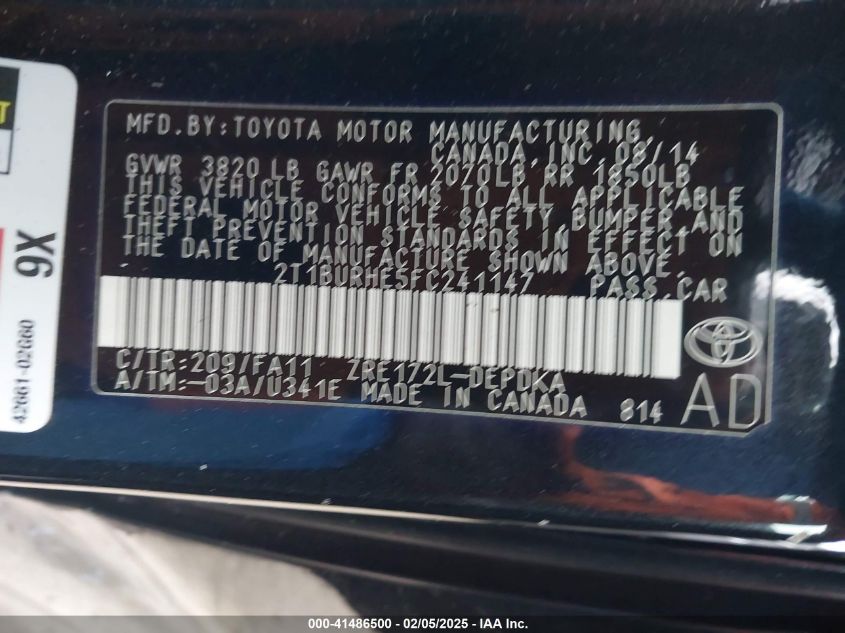 MFD.BY:TOYOTA MOTOR MANUFACTURING,
CANADA,INC.08/14
GVWR 3820 LB GAWR FR 2070LB RR 1850LB
THIS VEHICLE CONFORMS TO ALL APPLICABLE
FEDERAL MOTOR VEHICLE SAFETY,BUMPER,AND
THEFT PREVENTION STANDARDS IN EFFECT ON
THE DATE OF MANUFACTURE SHOWN ABOVE.
2T1BURHE5FC241147 PASS.CAR
C/TR:209/FA11 ZRE172L-DEPDKA
A/TM:-03A/U341E MADE IN CANADA 814
AD
9X
42661-02G60
000-41486500 - 02/05/2025 - IAA Inc.